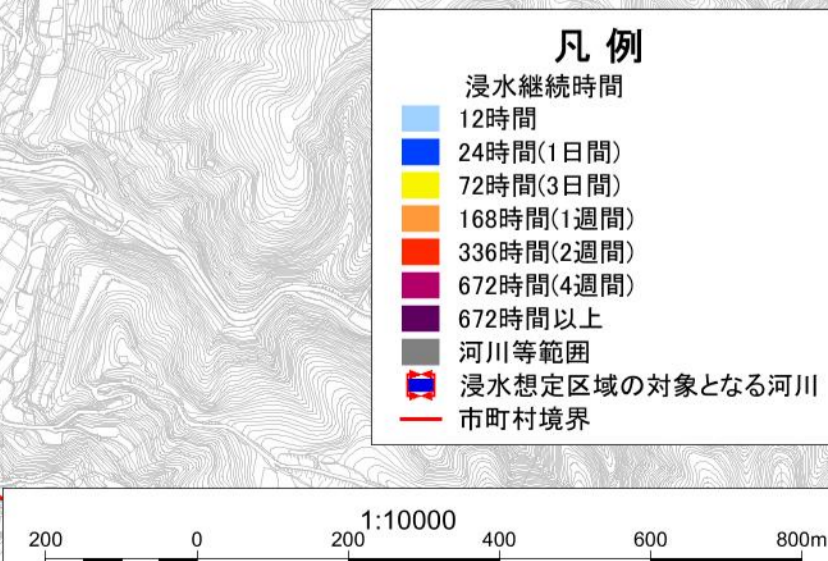 凡 例
浸水継続時間
12時間
24時間(1日間)
72時間(3日間)
168時間(1週間)
336時間(2週間)
672時間(4週間)
672時間以上
河川等範囲
浸水想定区域の対象となる河川
市町村境界
1:10000
200 0 200 400 600 800m